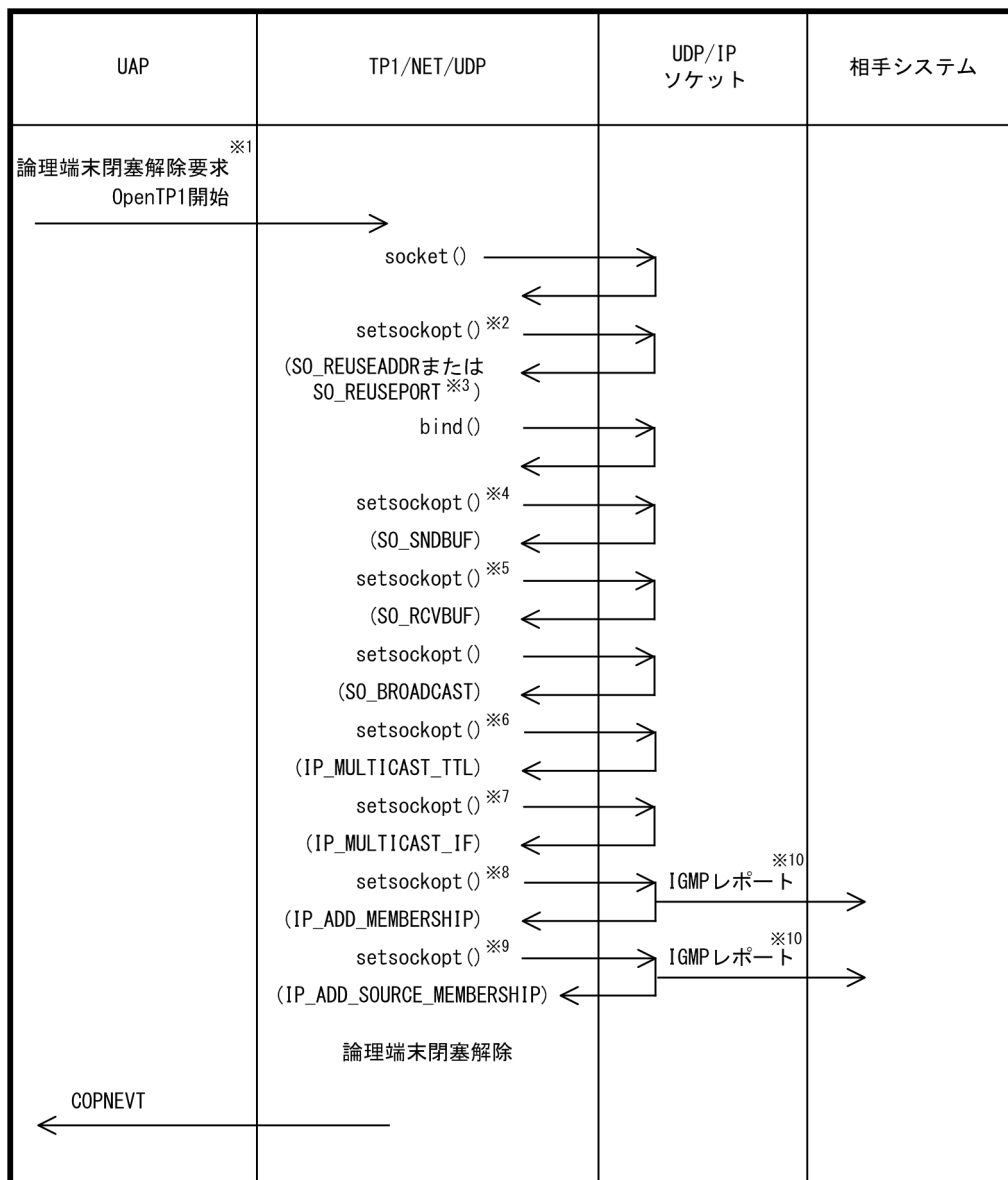 UAP
TP1/NET/UDP
UDP/IP
ソケット
相手システム
論理端末閉塞解除要求※1
OpenTP1開始
socket()
setsockopt()※2
(SO_REUSEADDRまたは
SO_REUSEPORT※3)
bind()
setsockopt()※4
(SO_SNDBUF)
setsockopt()※5
(SO_RCVBUF)
setsockopt()
(SO_BROADCAST)
setsockopt()※6
(IP_MULTICAST_TTL)
setsockopt()※7
(IP_MULTICAST_IF)
setsockopt()※8
IGMPレポート※10
(IP_ADD_MEMBERSHIP)
setsockopt()※9
IGMPレポート※10
(IP_ADD_SOURCE_MEMBERSHIP)
論理端末閉塞解除
COPNEVT